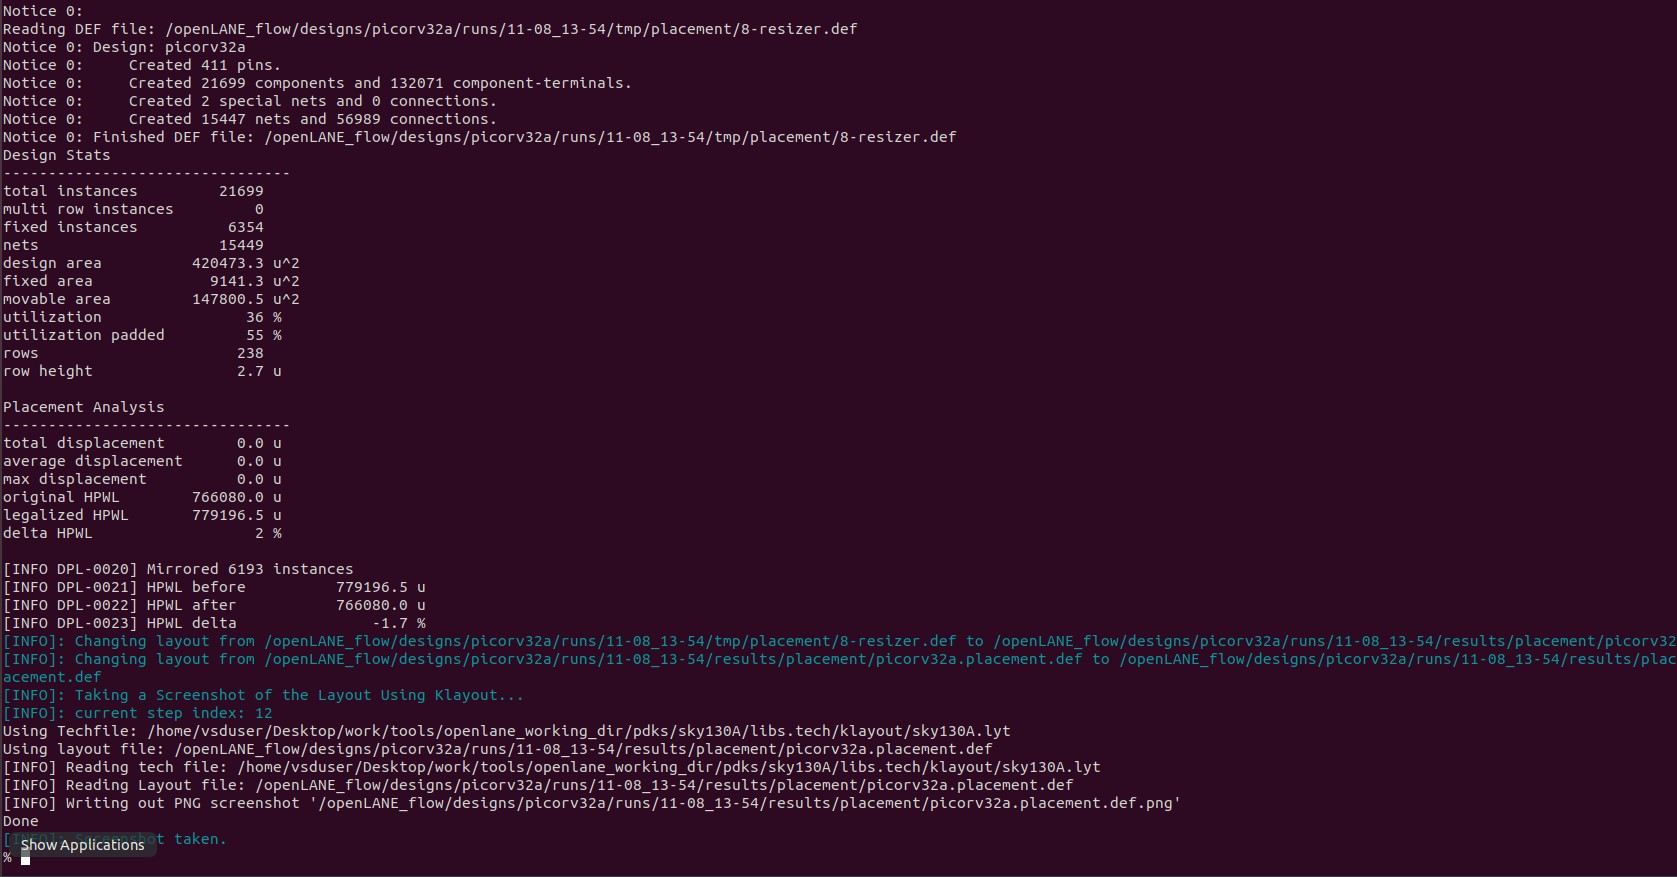 Notice 0:
Reading DEF file: /openLANE_flow/designs/picorv32a/runs/11-08_13-54/tmp/placement/8-resizer.def
Notice 0: Design: picorv32a
Notice 0:     Created 411 pins.
Notice 0:     Created 21699 components and 132071 component-terminals.
Notice 0:     Created 2 special nets and 0 connections.
Notice 0:     Created 15447 nets and 56989 connections.
Notice 0: Finished DEF file: /openLANE_flow/designs/picorv32a/runs/11-08_13-54/tmp/placement/8-resizer.def
Design Stats
--------------------------------
total instances         21699
multi row instances         0
fixed instances          6354
nets                    15449
design area          420473.3 u^2
fixed area             9141.3 u^2
movable area         147800.5 u^2
utilization                36 %
utilization padded         55 %
rows                      238
row height                2.7 u
Placement Analysis
--------------------------------
total displacement        0.0 u
average displacement      0.0 u
max displacement          0.0 u
original HPWL        766080.0 u
legalized HPWL       779196.5 u
delta HPWL                  2 %
[INFO DPL-0020] Mirrored 6193 instances
[INFO DPL-0021] HPWL before          779196.5 u
[INFO DPL-0022] HPWL after           766080.0 u
[INFO DPL-0023] HPWL delta               -1.7 %
[INFO]: Changing layout from /openLANE_flow/designs/picorv32a/runs/11-08_13-54/tmp/placement/8-resizer.def to /openLANE_flow/designs/picorv32a/runs/11-08_13-54/results/placement/picorv32
[INFO]: Changing layout from /openLANE_flow/designs/picorv32a/runs/11-08_13-54/results/placement/picorv32a.placement.def to /openLANE_flow/designs/picorv32a/runs/11-08_13-54/results/plac
acement.def
[INFO]: Taking a Screenshot of the Layout Using Klayout...
[INFO]: current step index: 12
Using Techfile: /home/vsduser/Desktop/work/tools/openlane_working_dir/pdks/sky130A/libs.tech/klayout/sky130A.lyt
Using layout file: /openLANE_flow/designs/picorv32a/runs/11-08_13-54/results/placement/picorv32a.placement.def
[INFO] Reading tech file: /home/vsduser/Desktop/work/tools/openlane_working_dir/pdks/sky130A/libs.tech/klayout/sky130A.lyt
[INFO] Reading Layout file: /openLANE_flow/designs/picorv32a/runs/11-08_13-54/results/placement/picorv32a.placement.def
[INFO] Writing out PNG screenshot '/openLANE_flow/designs/picorv32a/runs/11-08_13-54/results/placement/picorv32a.placement.def.png'
Done
[INFO]: Screenshot taken.
Show Applications
%